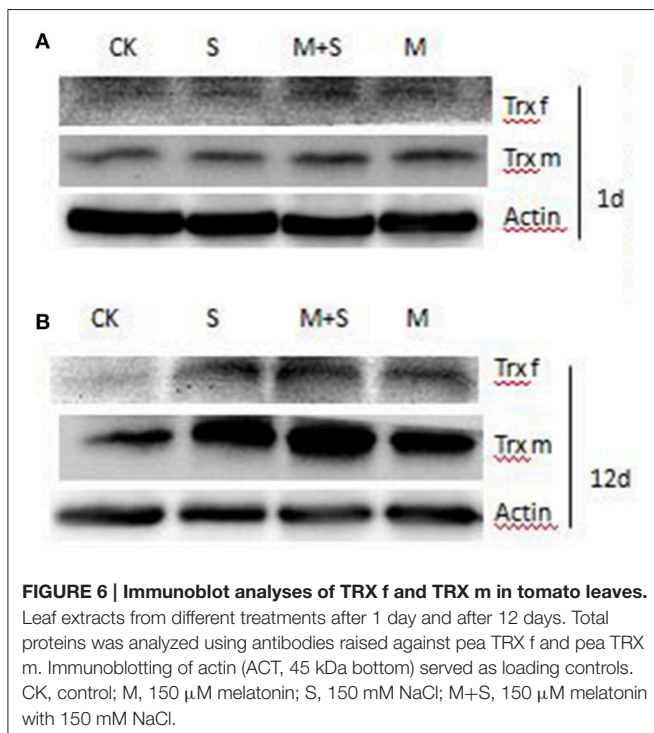 A
CK S M+S M
Trx f
Trx m
1d
Actin
B
CK S M+S M
Trx f
Trx m
12d
Actin
FIGURE 6 | Immunoblot analyses of TRX f and TRX m in tomato leaves.
Leaf extracts from different treatments after 1 day and after 12 days. Total
proteins was analyzed using antibodies raised against pea TRX f and pea TRX
m. Immunoblotting of actin (ACT, 45 kDa bottom) served as loading controls.
CK, control; M, 150 μM melatonin; S, 150 mM NaCl; M+S, 150 μM melatonin
with 150 mM NaCl.